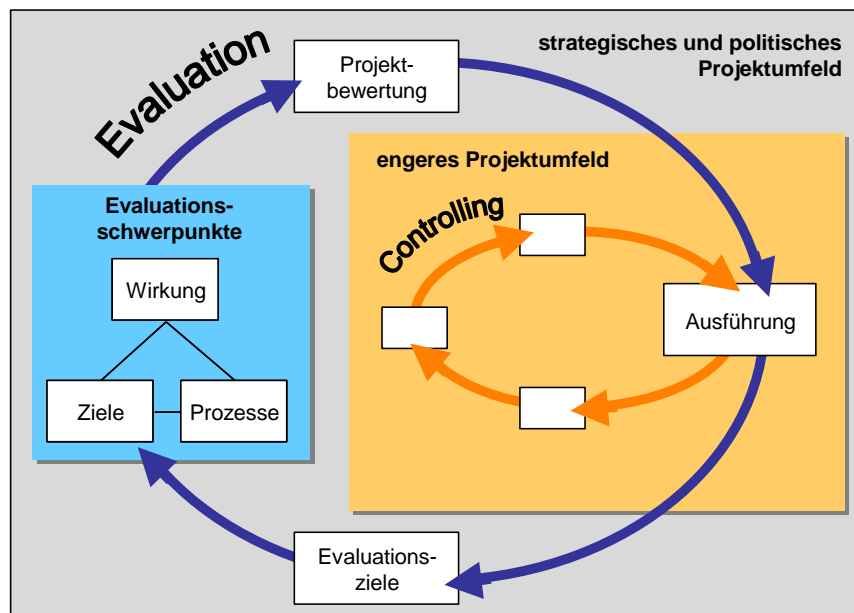 Evaluation
Projekt-
bewertung
strategisches und politisches
Projektumfeld
engeres Projektumfeld
Controlling
Ausführung
Evaluations-
schwerpunkte
Wirkung
Ziele
Prozesse
Evaluations-
ziele